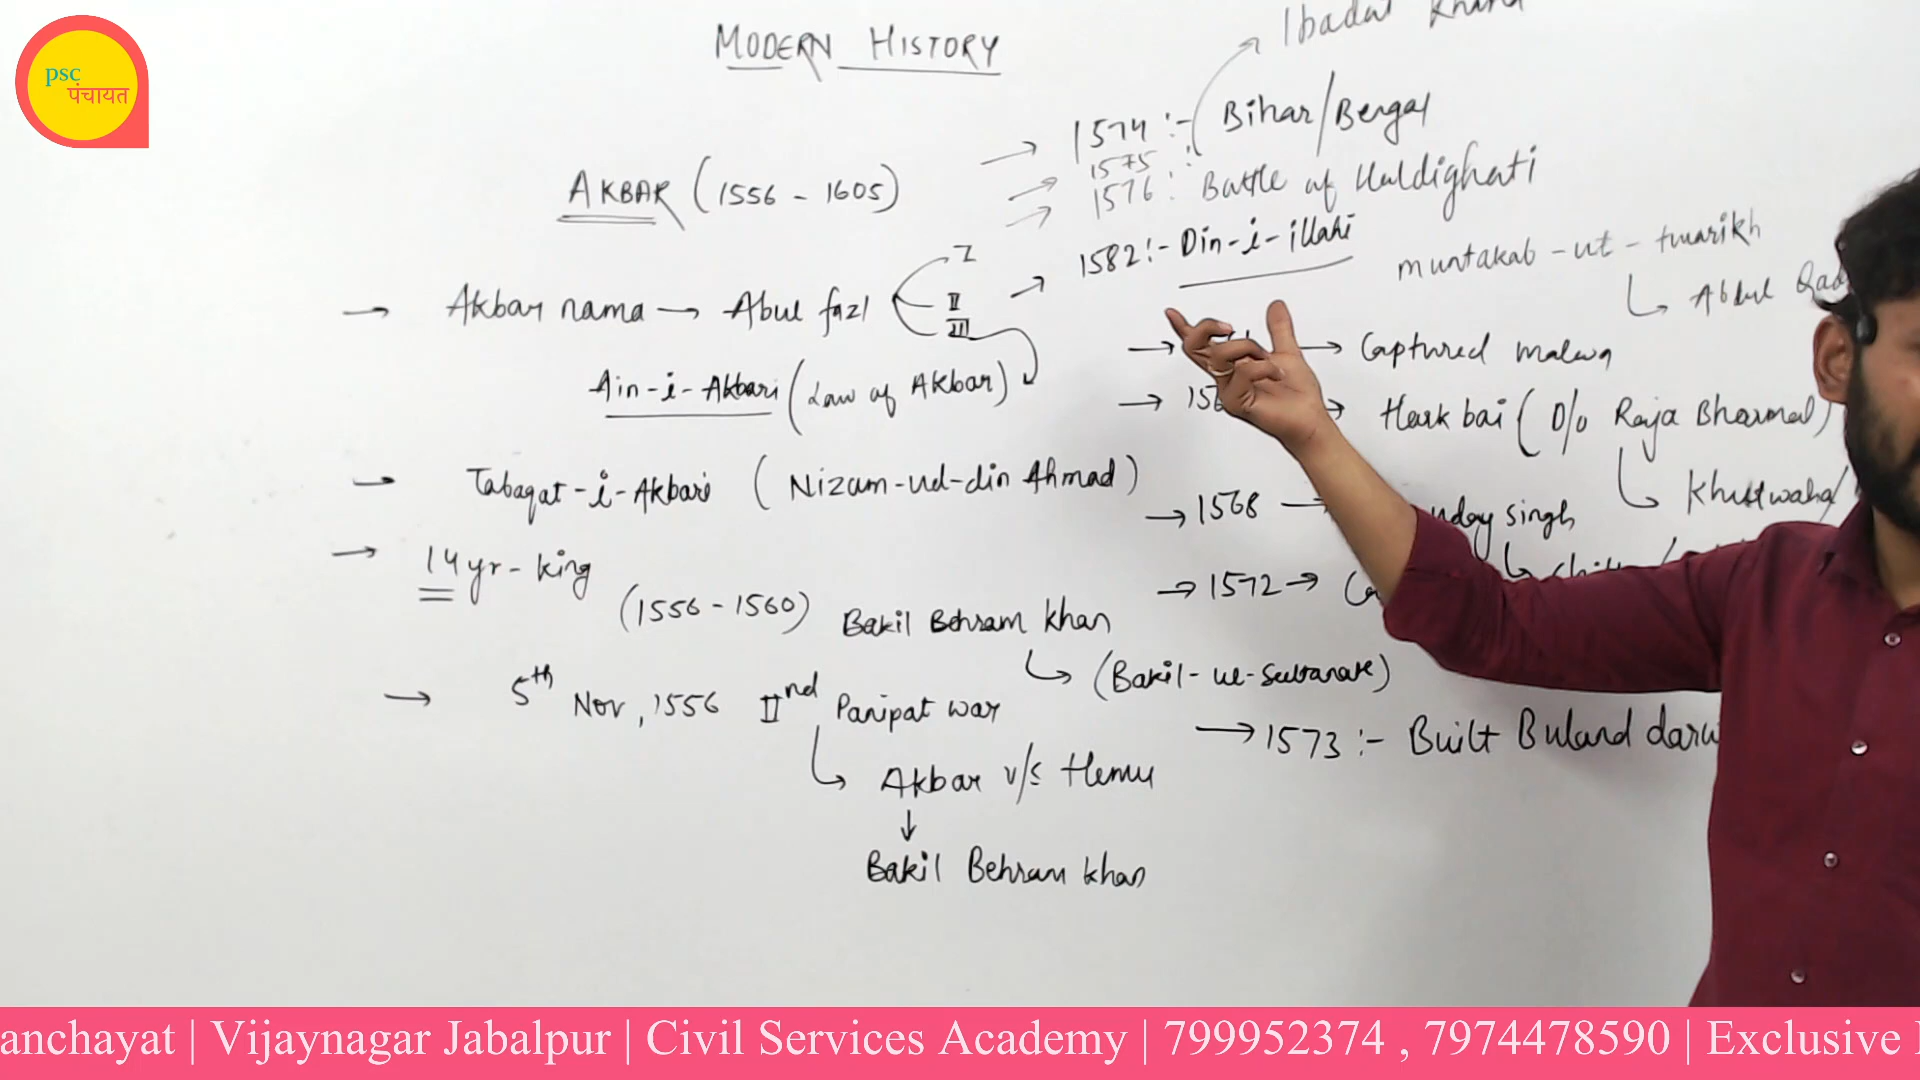 psc
पंचायत
MODERN HISTORY
AKBAR (1556 - 1605)
→ Akbar nama → Abul fazl
I
II
III
Ain-i-Akbari (Law of Akbar)
→ Tabaqat-i-Akbari (Nizam-ud-din Ahmad)
→ 14 yr - king
(1556 - 1560) Bakil Behram khan
(Bakil-ul-Sultanate)
→ 5th Nov, 1556 IInd Panipat war
Akbar v/s Hemu
↓
Bakil Behram khan
Ibadat
→ 1574 :- Bihar/Bengal
→ 1575 :
→ 1576 : Battle of Haldighati
→ 1582 :- Din-i-illahi
muntakab-ut-twarikh
Abdul
→ → Captured malwa
→ → Hark bai (D/o Raja Bharmal)
Khustwaha/
→ 1568 → uday singh
→ 1572 →
→ 1573 :- Built Buland
anchayat | Vijaynagar Jabalpur | Civil Services Academy | 799952374 , 7974478590 | Exclusive